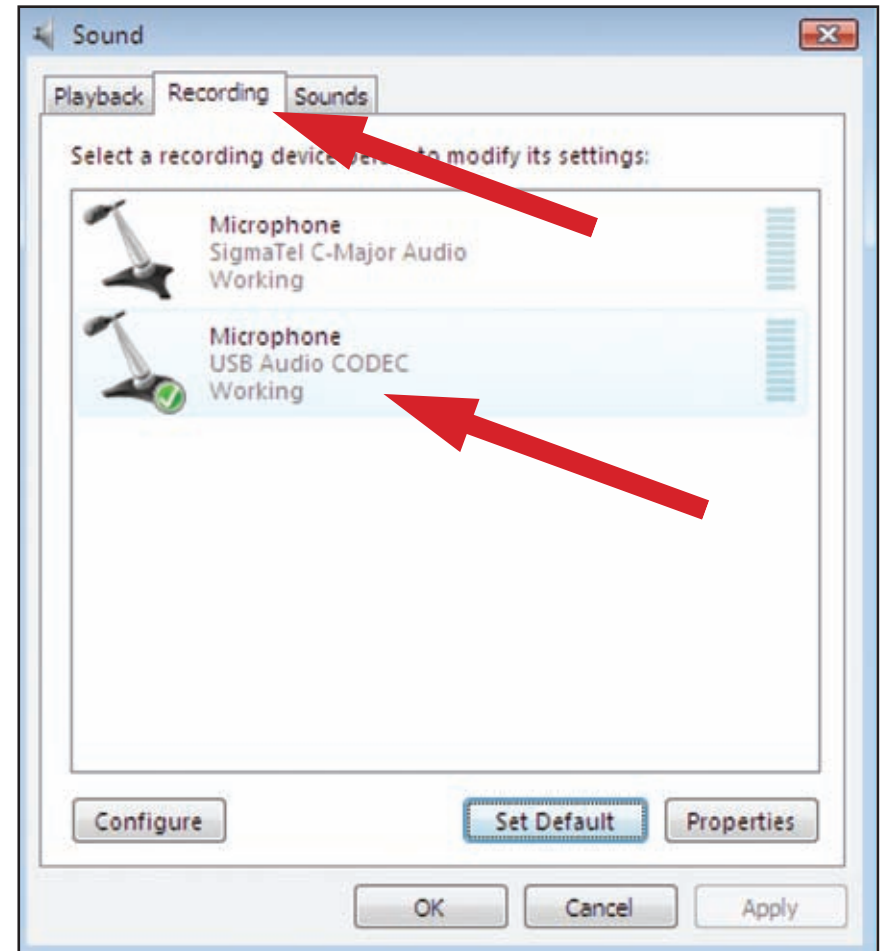 Sound
Playback Recording Sounds
Select a recording device to modify its settings:
Microphone
SigmaTel C-Major Audio
Working
Microphone
USB Audio CODEC
Working
Configure Set Default Properties
OK Cancel Apply